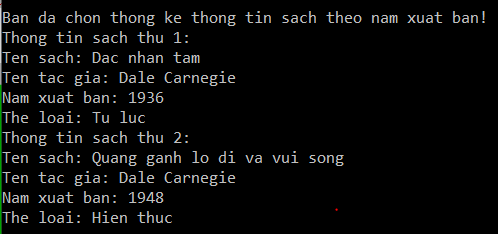 Ban da chon thong ke thong tin sach theo nam xuat ban!
Thong tin sach thu 1:
Ten sach: Dac nhan tam
Ten tac gia: Dale Carnegie
Nam xuat ban: 1936
The loai: Tu luc
Thong tin sach thu 2:
Ten sach: Quang ganh lo di va vui song
Ten tac gia: Dale Carnegie
Nam xuat ban: 1948
The loai: Hien thuc